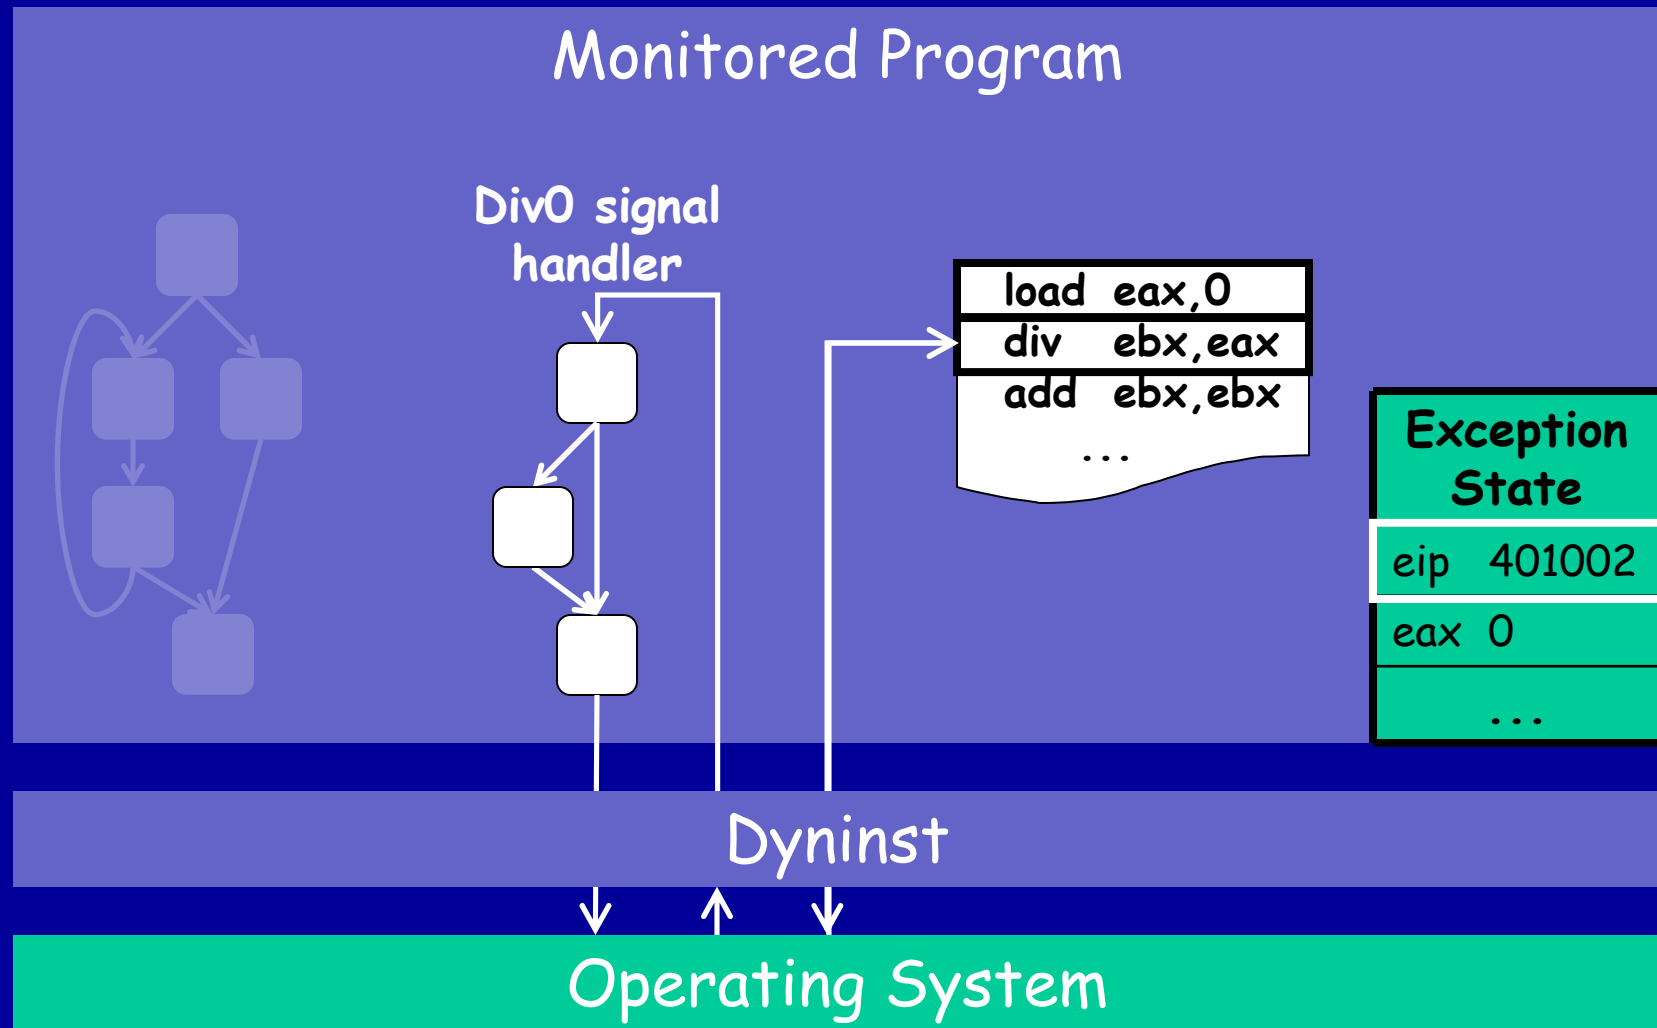 Monitored Program
Div0 signal
handler
load eax,0
div ebx,eax
add ebx,ebx
...
Exception
State
eip 401002
eax 0
...
Dyninst
Operating System